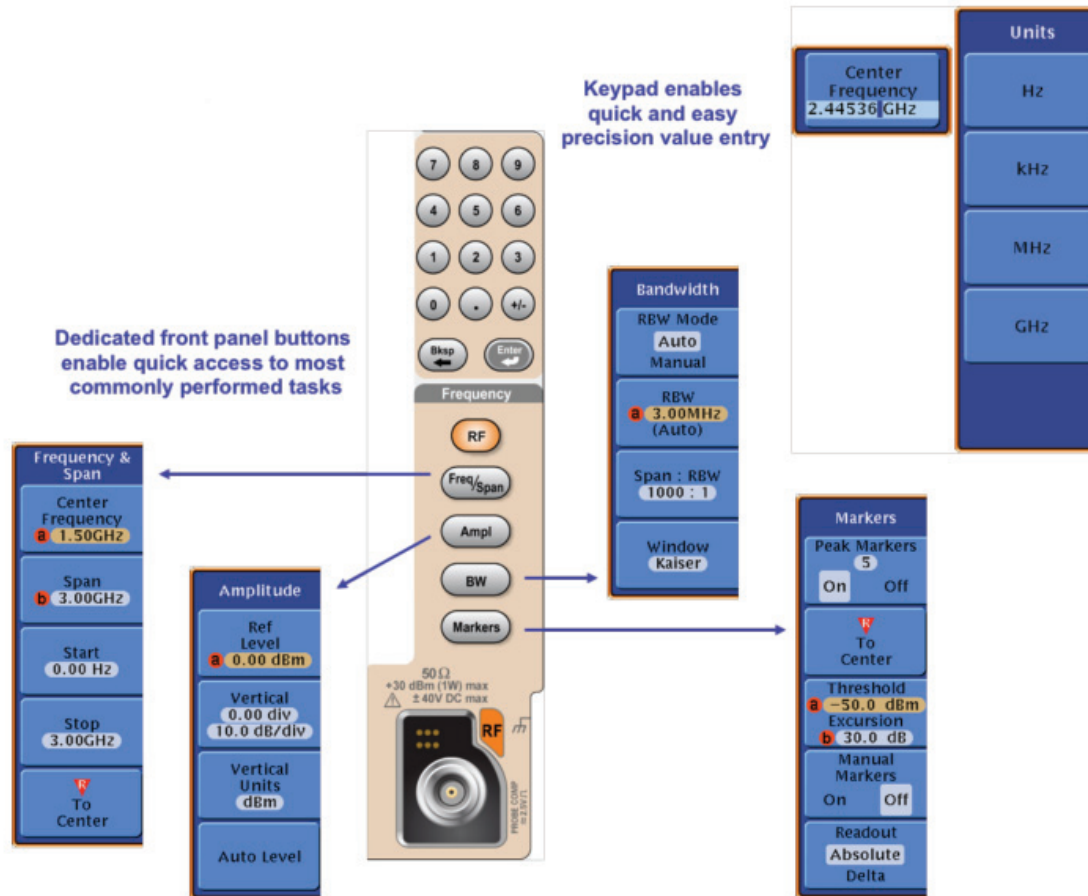 Units
Hz
kHz
MHz
GHz
Center
Frequency
2.44536 GHz
Keypad enables
quick and easy
precision value entry
7 8 9
4 5 6
1 2 3
0 . +/-
Bksp Enter
Frequency
RF
Freq/Span
Ampl
BW
Markers
50Ω
+30 dBm (1W) max
± 40V DC max
RF
PROBE COMP
Dedicated front panel buttons
enable quick access to most
commonly performed tasks
Frequency &
Span
Center
Frequency
a 1.50GHz
Span
b 3.00GHz
Start
0.00 Hz
Stop
3.00GHz
R
To
Center
Amplitude
Ref
Level
a 0.00 dBm
Vertical
0.00 div
10.0 dB/div
Vertical
Units
dBm
Auto Level
Bandwidth
RBW Mode
Auto
Manual
RBW
a 3.00MHz
(Auto)
Span : RBW
1000 : 1
Window
Kaiser
Markers
Peak Markers
5
On Off
R
To
Center
Threshold
a -50.0 dBm
Excursion
b 30.0 dB
Manual
Markers
On Off
Readout
Absolute
Delta